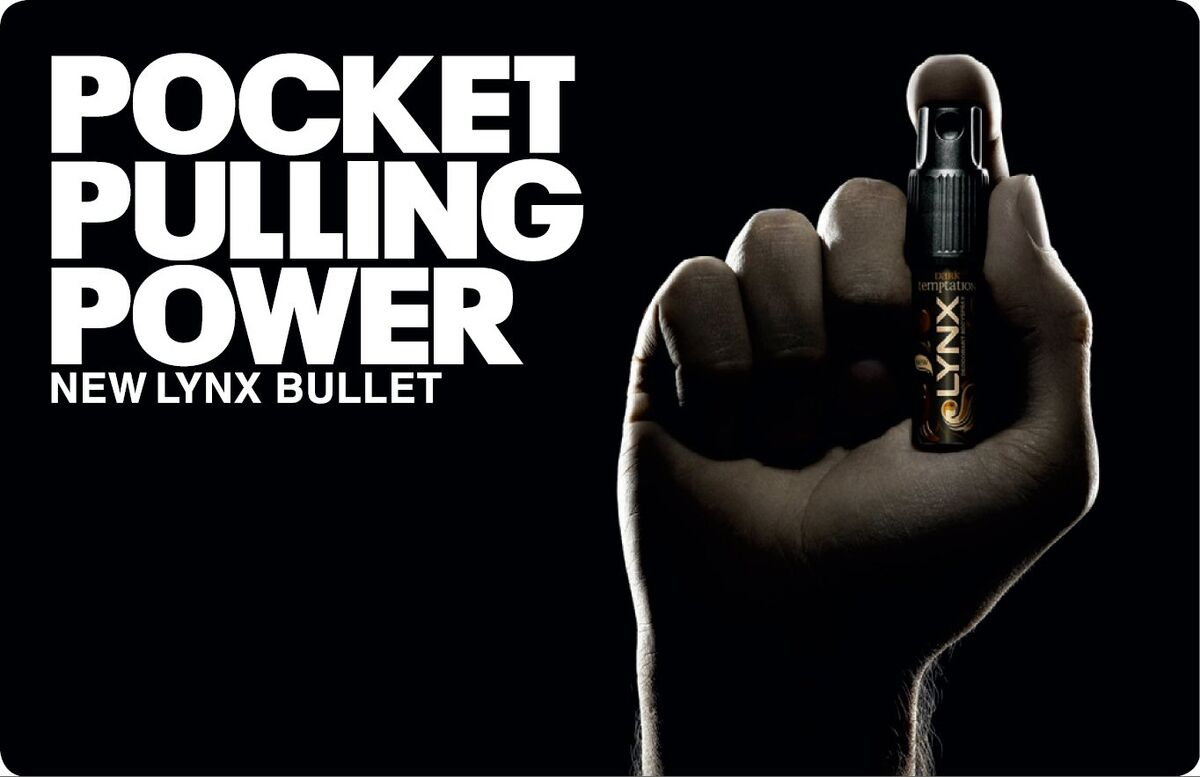 POCKET
PULLING
POWER
NEW LYNX BULLET
DARK
temptation
LYNX